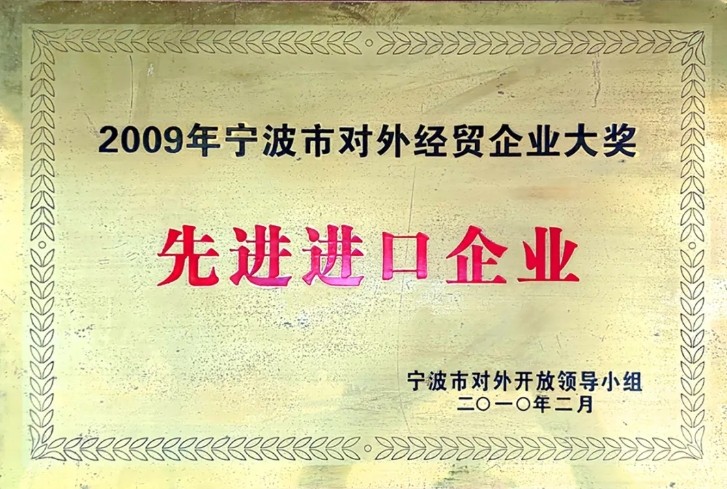 2009年宁波市对外经贸企业大奖
先进进口企业
宁波市对外开放领导小组
二〇一〇年二月